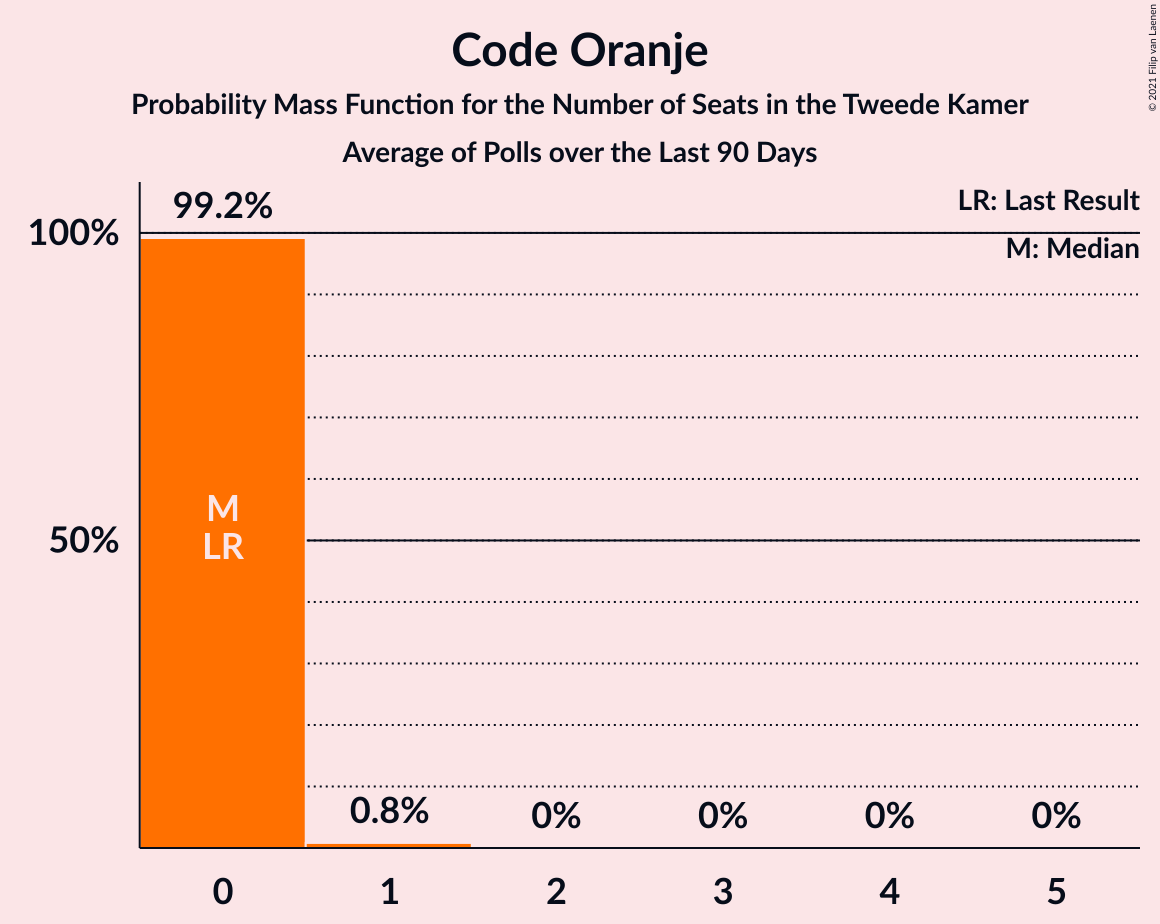 Code Oranje
Probability Mass Function for the Number of Seats in the Tweede Kamer
Average of Polls over the Last 90 Days
© 2021 Filip van Laenen
LR: Last Result
M: Median
99.2%
100%
M
LR
50%
0.8%
0%
0%
0%
0%
0
1
2
3
4
5